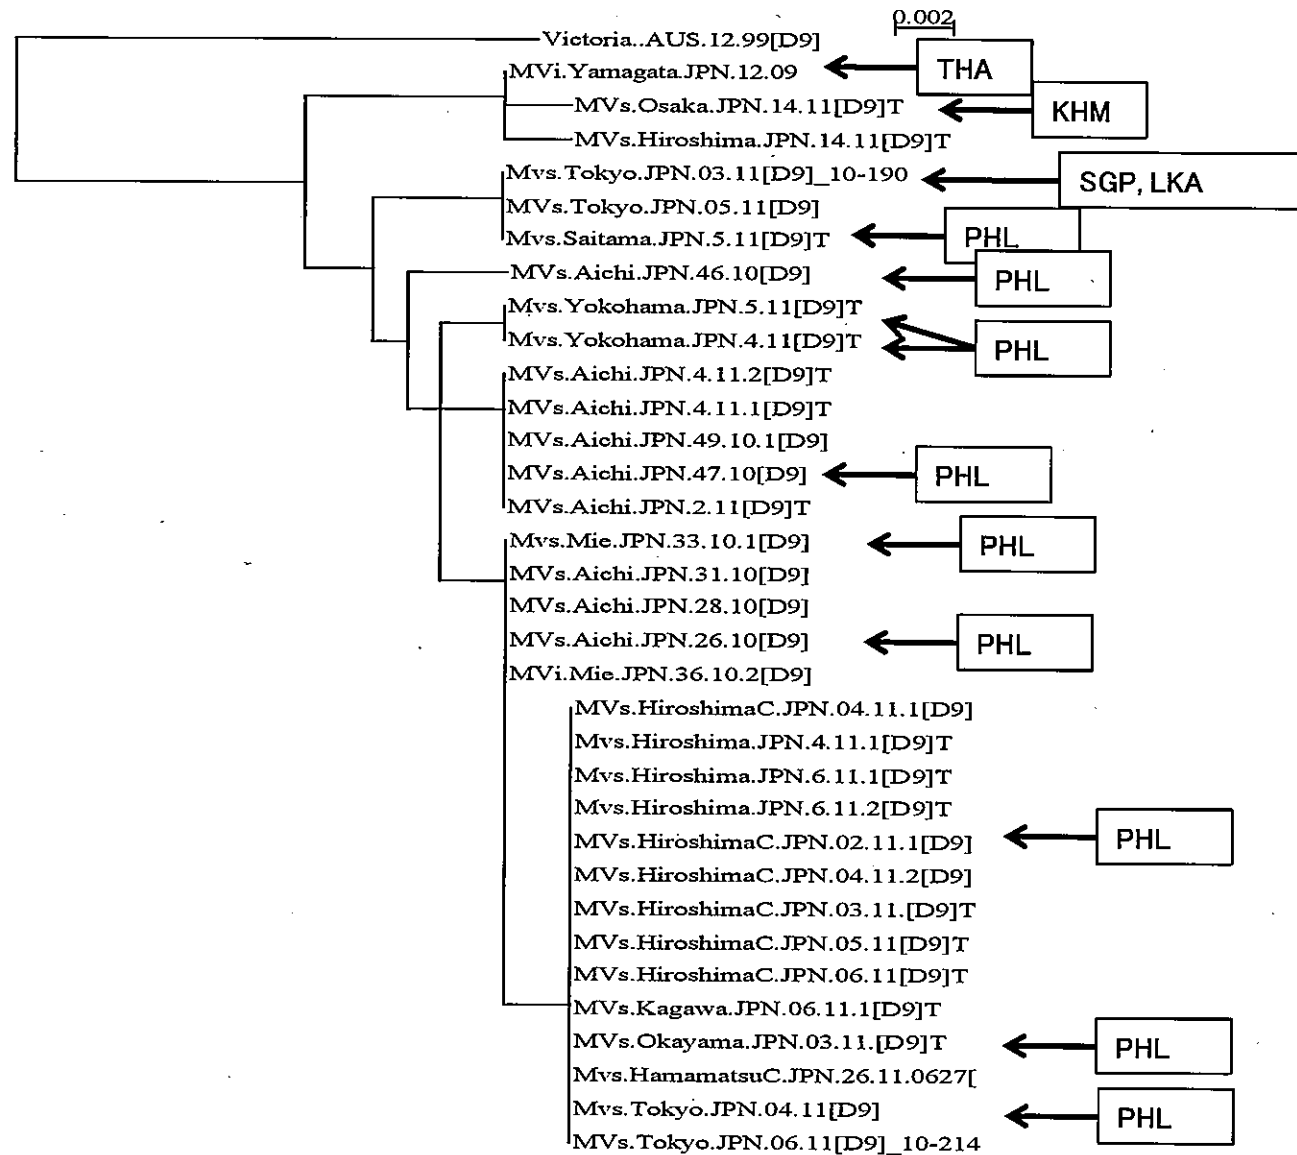 0.002
Victoria..AUS.12.99[D9]
MVi.Yamagata.JPN.12.09
THA
MVs.Osaka.JPN.14.11[D9]T
KHM
MVs.Hiroshima.JPN.14.11[D9]T
Mvs.Tokyo.JPN.03.11[D9]_10-190
SGP, LKA
MVs.Tokyo.JPN.05.11[D9]
Mvs.Saitama.JPN.5.11[D9]T
PHL
MVs.Aichi.JPN.46.10[D9]
PHL
Mvs.Yokohama.JPN.5.11[D9]T
Mvs.Yokohama.JPN.4.11[D9]T
PHL
MVs.Aichi.JPN.4.11.2[D9]T
MVs.Aichi.JPN.4.11.1[D9]T
MVs.Aichi.JPN.49.10.1[D9]
MVs.Aichi.JPN.47.10[D9]
PHL
MVs.Aichi.JPN.2.11[D9]T
Mvs.Mie.JPN.33.10.1[D9]
PHL
MVs.Aichi.JPN.31.10[D9]
MVs.Aichi.JPN.28.10[D9]
MVs.Aichi.JPN.26.10[D9]
PHL
MVi.Mie.JPN.36.10.2[D9]
MVs.HiroshimaC.JPN.04.11.1[D9]
Mvs.Hiroshima.JPN.4.11.1[D9]T
Mvs.Hiroshima.JPN.6.11.1[D9]T
Mvs.Hiroshima.JPN.6.11.2[D9]T
MVs.HiroshimaC.JPN.02.11.1[D9]
PHL
MVs.HiroshimaC.JPN.04.11.2[D9]
MVs.HiroshimaC.JPN.03.11.[D9]T
MVs.HiroshimaC.JPN.05.11[D9]T
MVs.HiroshimaC.JPN.06.11[D9]T
MVs.Kagawa.JPN.06.11.1[D9]T
MVs.Okayama.JPN.03.11.[D9]T
PHL
Mvs.HamamatsuC.JPN.26.11.0627[
Mvs.Tokyo.JPN.04.11[D9]
PHL
MVs.Tokyo.JPN.06.11[D9]_10-214